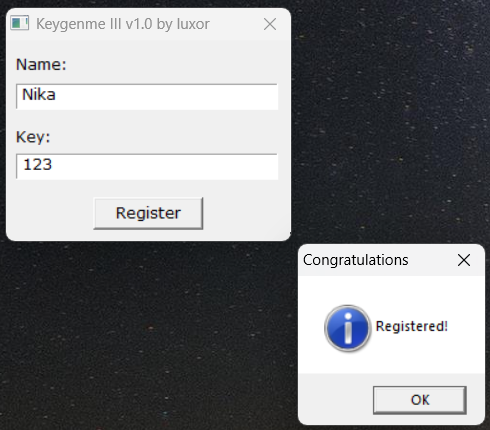 Keygenme III v1.0 by luxor
Name:
Nika
Key:
123
Register
Congratulations
Registered!
OK